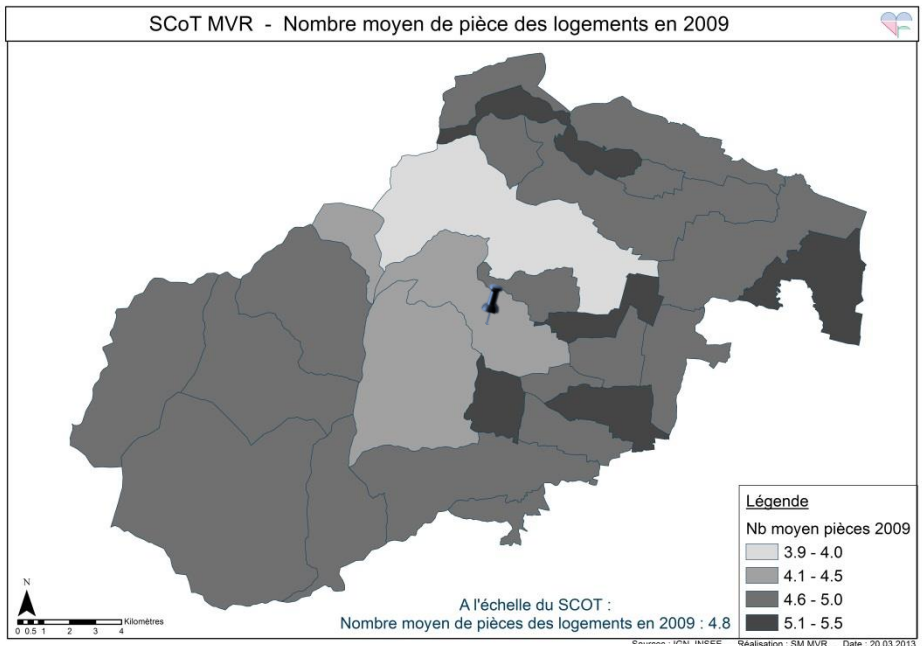 SCoT MVR - Nombre moyen de pièce des logements en 2009
Légende
Nb moyen pièces 2009
3.9 - 4.0
4.1 - 4.5
4.6 - 5.0
5.1 - 5.5
N
0 0.5 1 2 3 4 Kilomètres
A l'échelle du SCOT :
Nombre moyen de pièces des logements en 2009 : 4.8
Sources : IGN, INSEE Réalisation : SM MVR Date : 20.03.2013